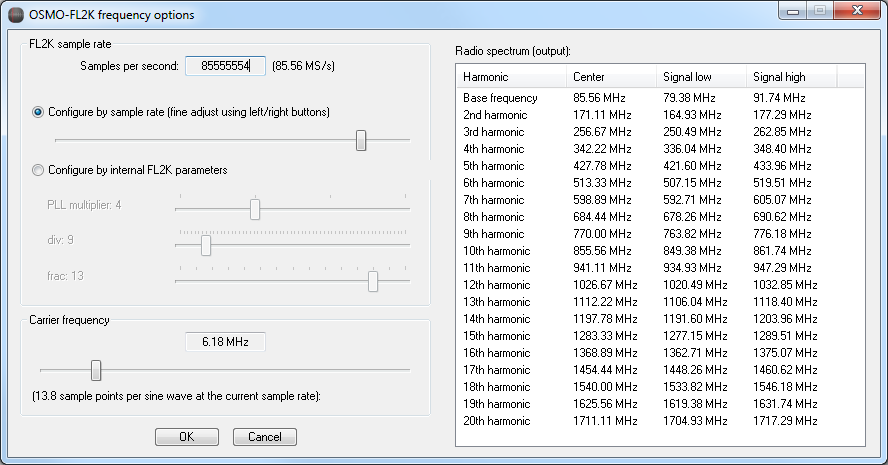 OSMO-FL2K frequency options
FL2K sample rate
Samples per second: 85555554 (85.56 MS/s)
Configure by sample rate (fine adjust using left/right buttons)
Configure by internal FL2K parameters
PLL multiplier: 4
div: 9
frac: 13
Carrier frequency
6.18 MHz
(13.8 sample points per sine wave at the current sample rate):
OK Cancel
Radio spectrum (output):
Harmonic Center Signal low Signal high
Base frequency 85.56 MHz 79.38 MHz 91.74 MHz
2nd harmonic 171.11 MHz 164.93 MHz 177.29 MHz
3rd harmonic 256.67 MHz 250.49 MHz 262.85 MHz
4th harmonic 342.22 MHz 336.04 MHz 348.40 MHz
5th harmonic 427.78 MHz 421.60 MHz 433.96 MHz
6th harmonic 513.33 MHz 507.15 MHz 519.51 MHz
7th harmonic 598.89 MHz 592.71 MHz 605.07 MHz
8th harmonic 684.44 MHz 678.26 MHz 690.62 MHz
9th harmonic 770.00 MHz 763.82 MHz 776.18 MHz
10th harmonic 855.56 MHz 849.38 MHz 861.74 MHz
11th harmonic 941.11 MHz 934.93 MHz 947.29 MHz
12th harmonic 1026.67 MHz 1020.49 MHz 1032.85 MHz
13th harmonic 1112.22 MHz 1106.04 MHz 1118.40 MHz
14th harmonic 1197.78 MHz 1191.60 MHz 1203.96 MHz
15th harmonic 1283.33 MHz 1277.15 MHz 1289.51 MHz
16th harmonic 1368.89 MHz 1362.71 MHz 1375.07 MHz
17th harmonic 1454.44 MHz 1448.26 MHz 1460.62 MHz
18th harmonic 1540.00 MHz 1533.82 MHz 1546.18 MHz
19th harmonic 1625.56 MHz 1619.38 MHz 1631.74 MHz
20th harmonic 1711.11 MHz 1704.93 MHz 1717.29 MHz